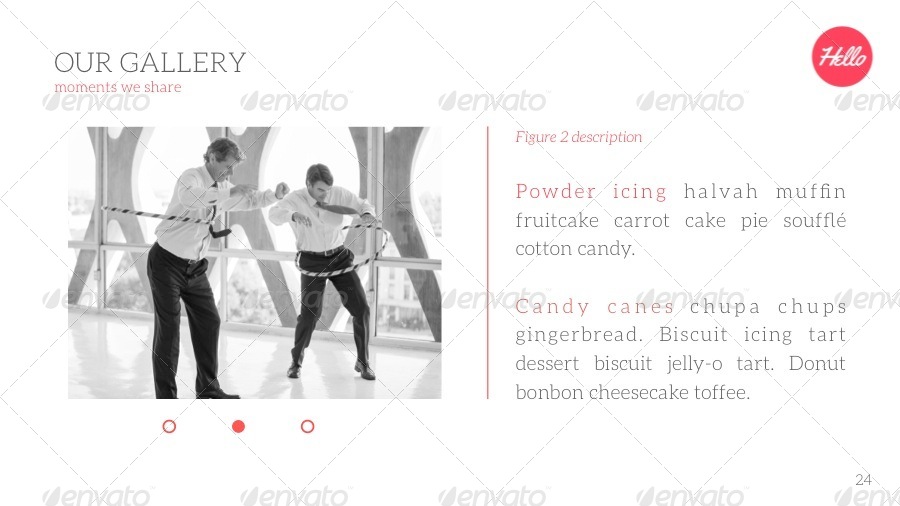 OUR GALLERY
moments we share
Hello
Figure 2 description
Powder icing halvah muffin
fruitcake carrot cake pie soufflé
cotton candy.
Candy canes chupa chups
gingerbread. Biscuit icing tart
dessert biscuit jelly-o tart. Donut
bonbon cheesecake toffee.
24
envato envato envato envato envato
envato envato envato envato envato
envato envato envato envato envato